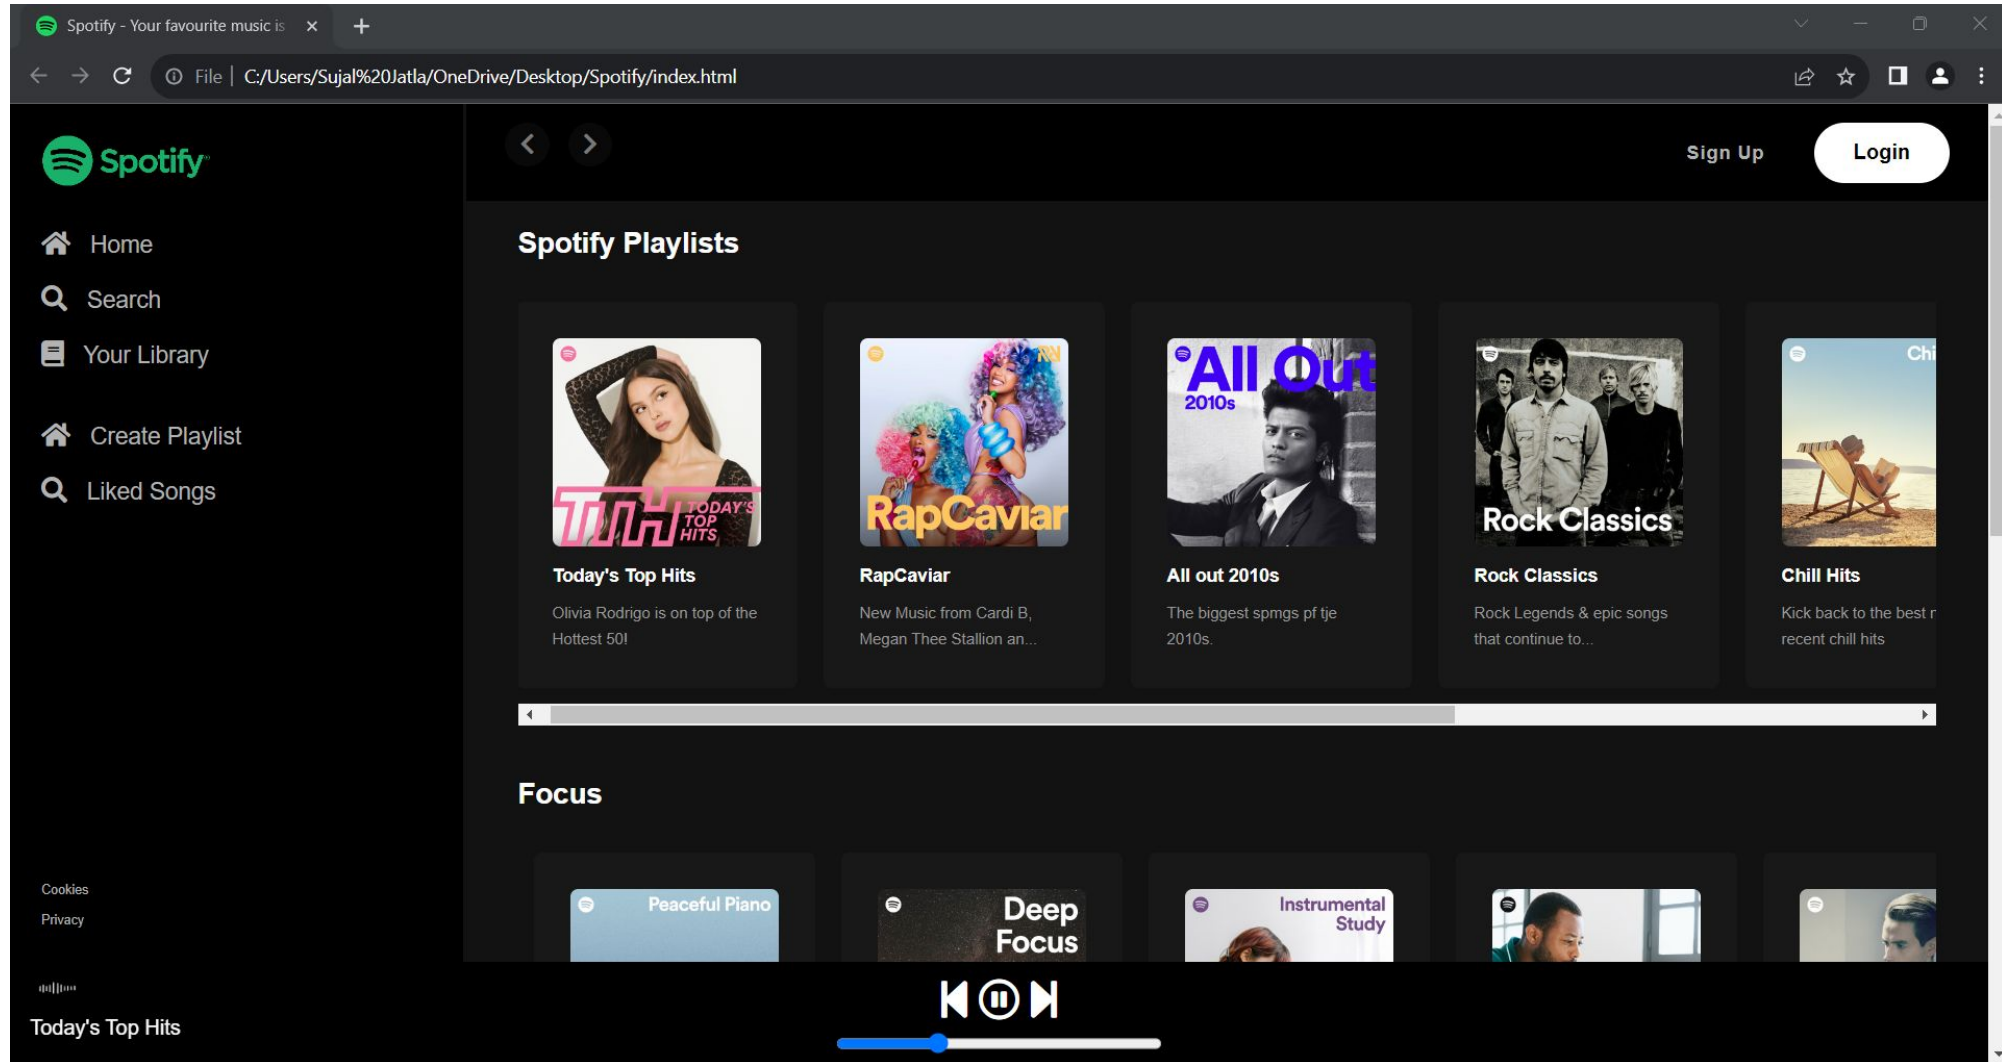 Spotify - Your favourite music is
File | C:/Users/Sujal%20Jatla/OneDrive/Desktop/Spotify/index.html
Spotify
Home
Search
Your Library
Create Playlist
Liked Songs
Cookies
Privacy
Sign Up
Login
Spotify Playlists
TTH TODAY'S
TOP
HITS
RapCaviar
All Out
2010s
Rock Classics
Chi
Today's Top Hits
Olivia Rodrigo is on top of the
Hottest 50!
RapCaviar
New Music from Cardi B,
Megan Thee Stallion an...
All out 2010s
The biggest spmgs pf tje
2010s.
Rock Classics
Rock Legends & epic songs
that continue to...
Chill Hits
Kick back to the best
recent chill hits
Focus
Peaceful Piano
Deep
Focus
Instrumental
Study
Today's Top Hits